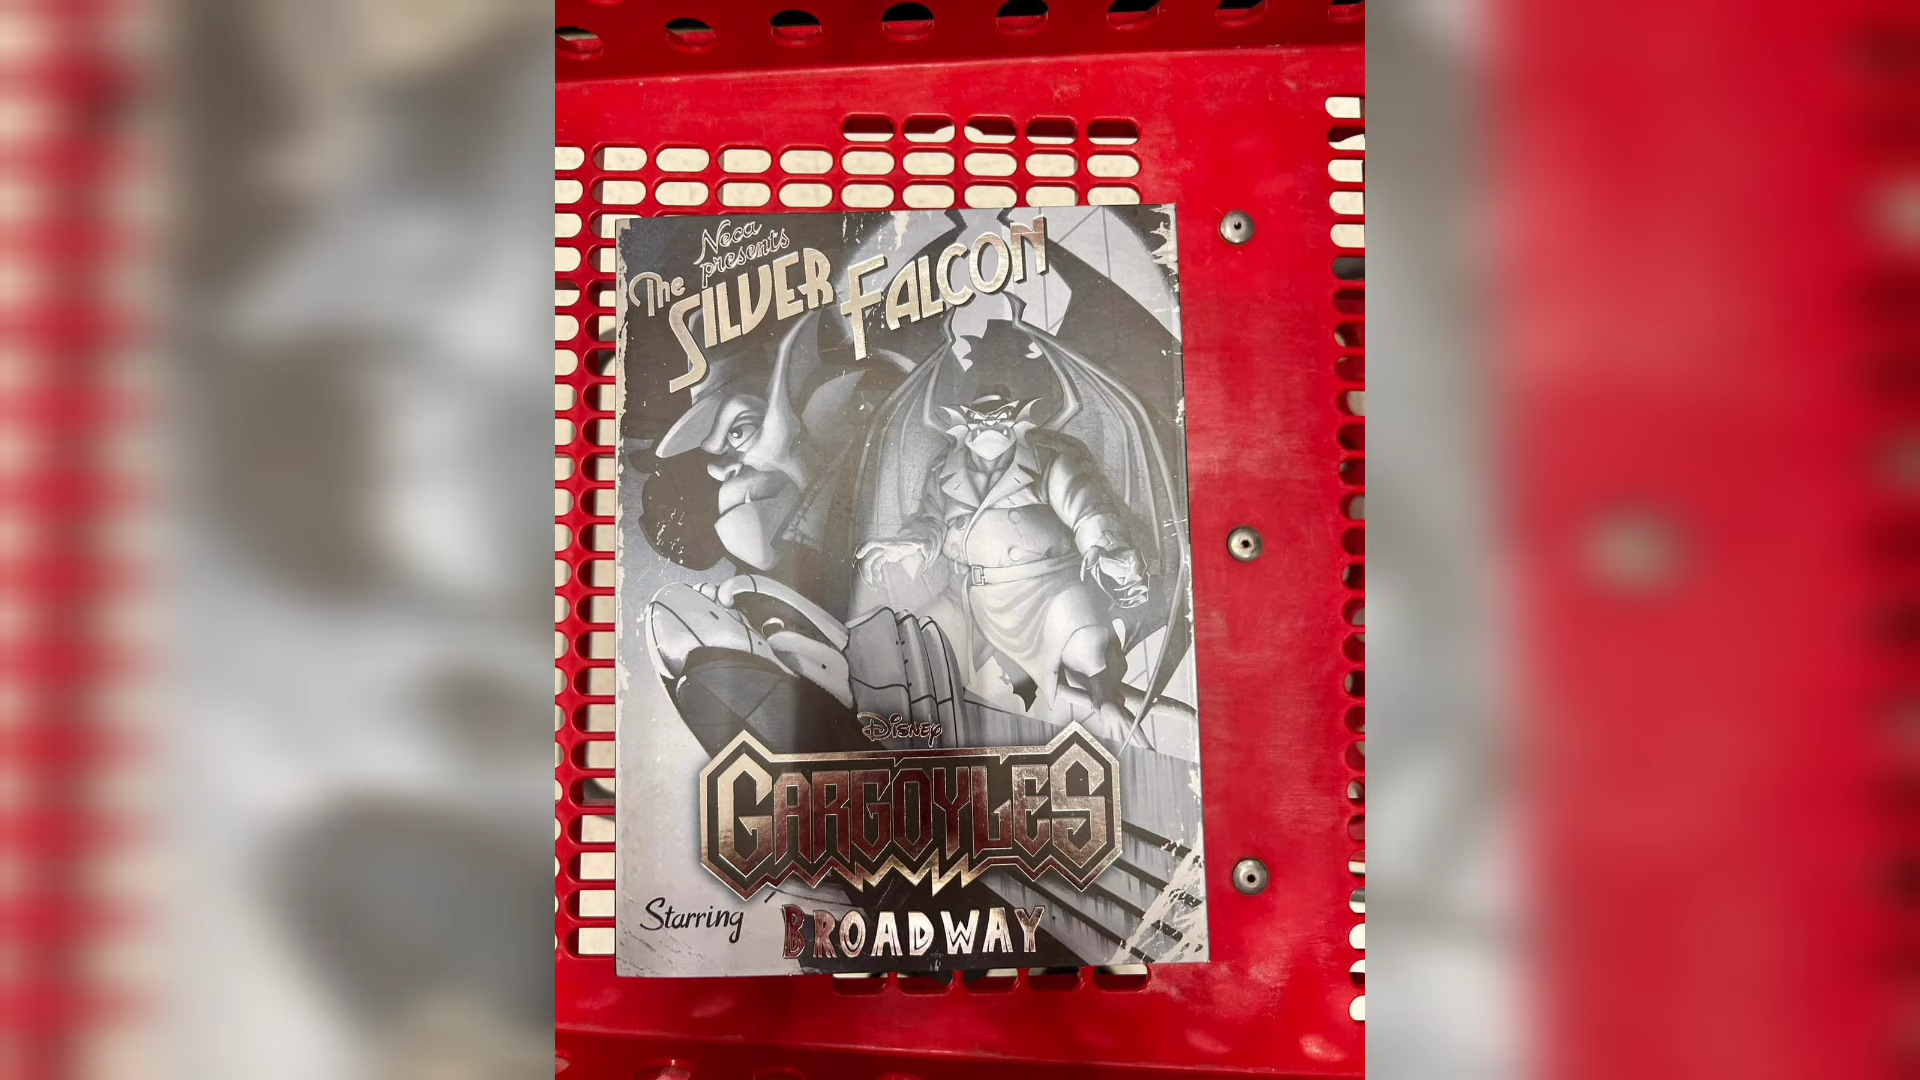 Neca
presents
The SILVER FALCON
DISNEY
GARGOYLES
Starring BROADWAY